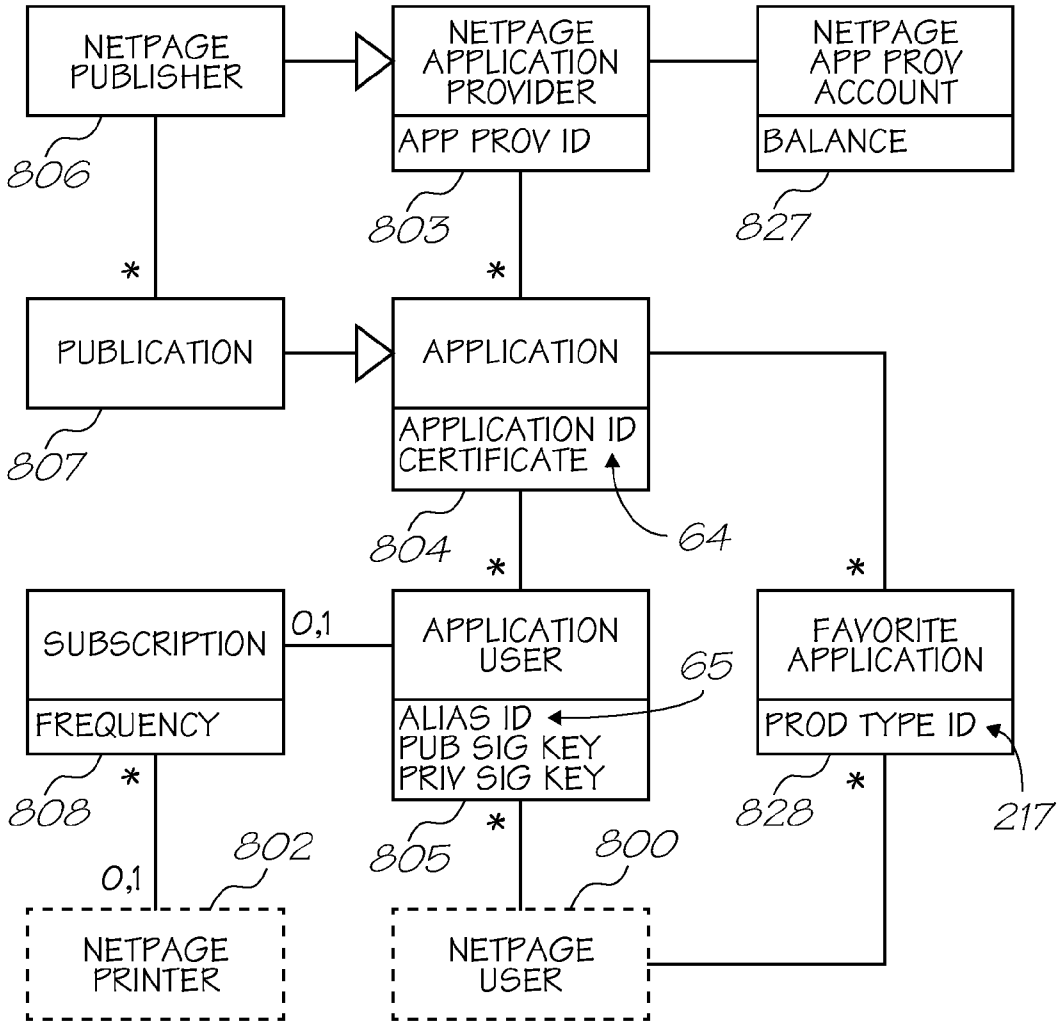 NETPAGE
PUBLISHER
806
NETPAGE
APPLICATION
PROVIDER
APP PROV ID
803
NETPAGE
APP PROV
ACCOUNT
BALANCE
827
*
*
PUBLICATION
807
APPLICATION
APPLICATION ID
CERTIFICATE
804
64
*
*
SUBSCRIPTION
FREQUENCY
808
0,1
APPLICATION
USER
ALIAS ID
PUB SIG KEY
PRIV SIG KEY
805
65
FAVORITE
APPLICATION
PROD TYPE ID
828
217
*
*
*
0,1
802
800
NETPAGE
PRINTER
NETPAGE
USER